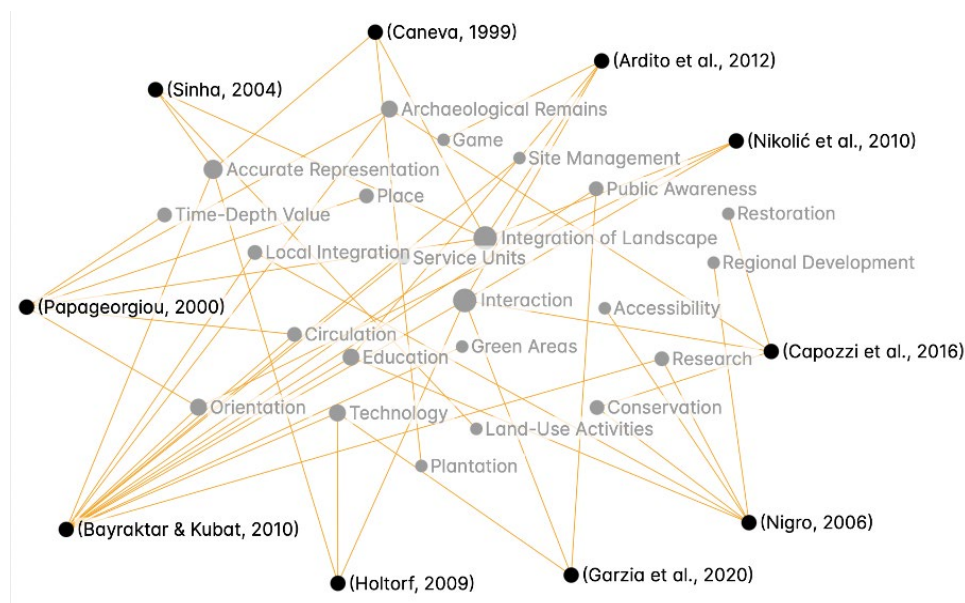 (Caneva, 1999)
(Ardito et al., 2012)
(Sinha, 2004)
Archaeological Remains
Game
(Nikolić et al., 2010)
Site Management
Accurate Representation
Public Awareness
Place
Time-Depth Value
Restoration
Integration of Landscape
Local Integration
Service Units
Regional Development
Interaction
(Papageorgiou, 2000)
Accessibility
Circulation
Green Areas
(Capozzi et al., 2016)
Education
Research
Orientation
Conservation
Technology
Land-Use Activities
Plantation
(Nigro, 2006)
(Bayraktar & Kubat, 2010)
(Garzia et al., 2020)
(Holtorf, 2009)